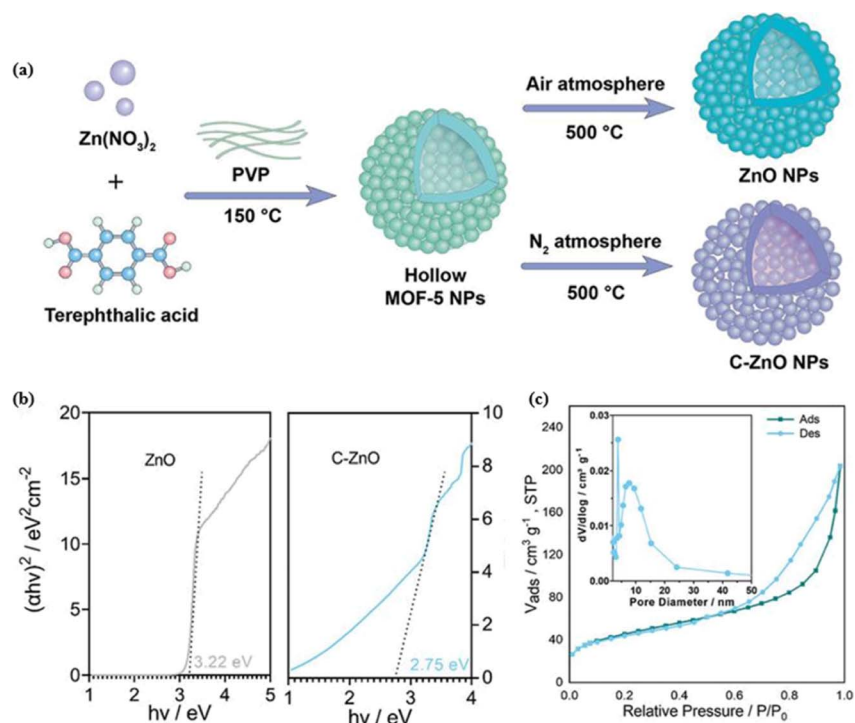 (a)
Zn(NO₃)₂
+
Terephthalic acid
PVP
150 °C
Hollow
MOF-5 NPs
Air atmosphere
500 °C
ZnO NPs
N₂ atmosphere
500 °C
C-ZnO NPs
(b)
(αhν)² / eV²cm⁻²
20
15
10
5
0
ZnO
3.22 eV
1 2 3 4 5
hν / eV
C-ZnO
2.75 eV
10
8
6
4
2
0
1 2 3 4
hν / eV
(c)
Vads / cm³ g⁻¹ , STP
240
200
160
120
80
40
0
0.0 0.2 0.4 0.6 0.8 1.0
Relative Pressure / P/P₀
Ads
Des
dV/dlog / cm³ g⁻¹
0.03
0.02
0.01
0.00
10 20 30 40 50
Pore Diameter / nm